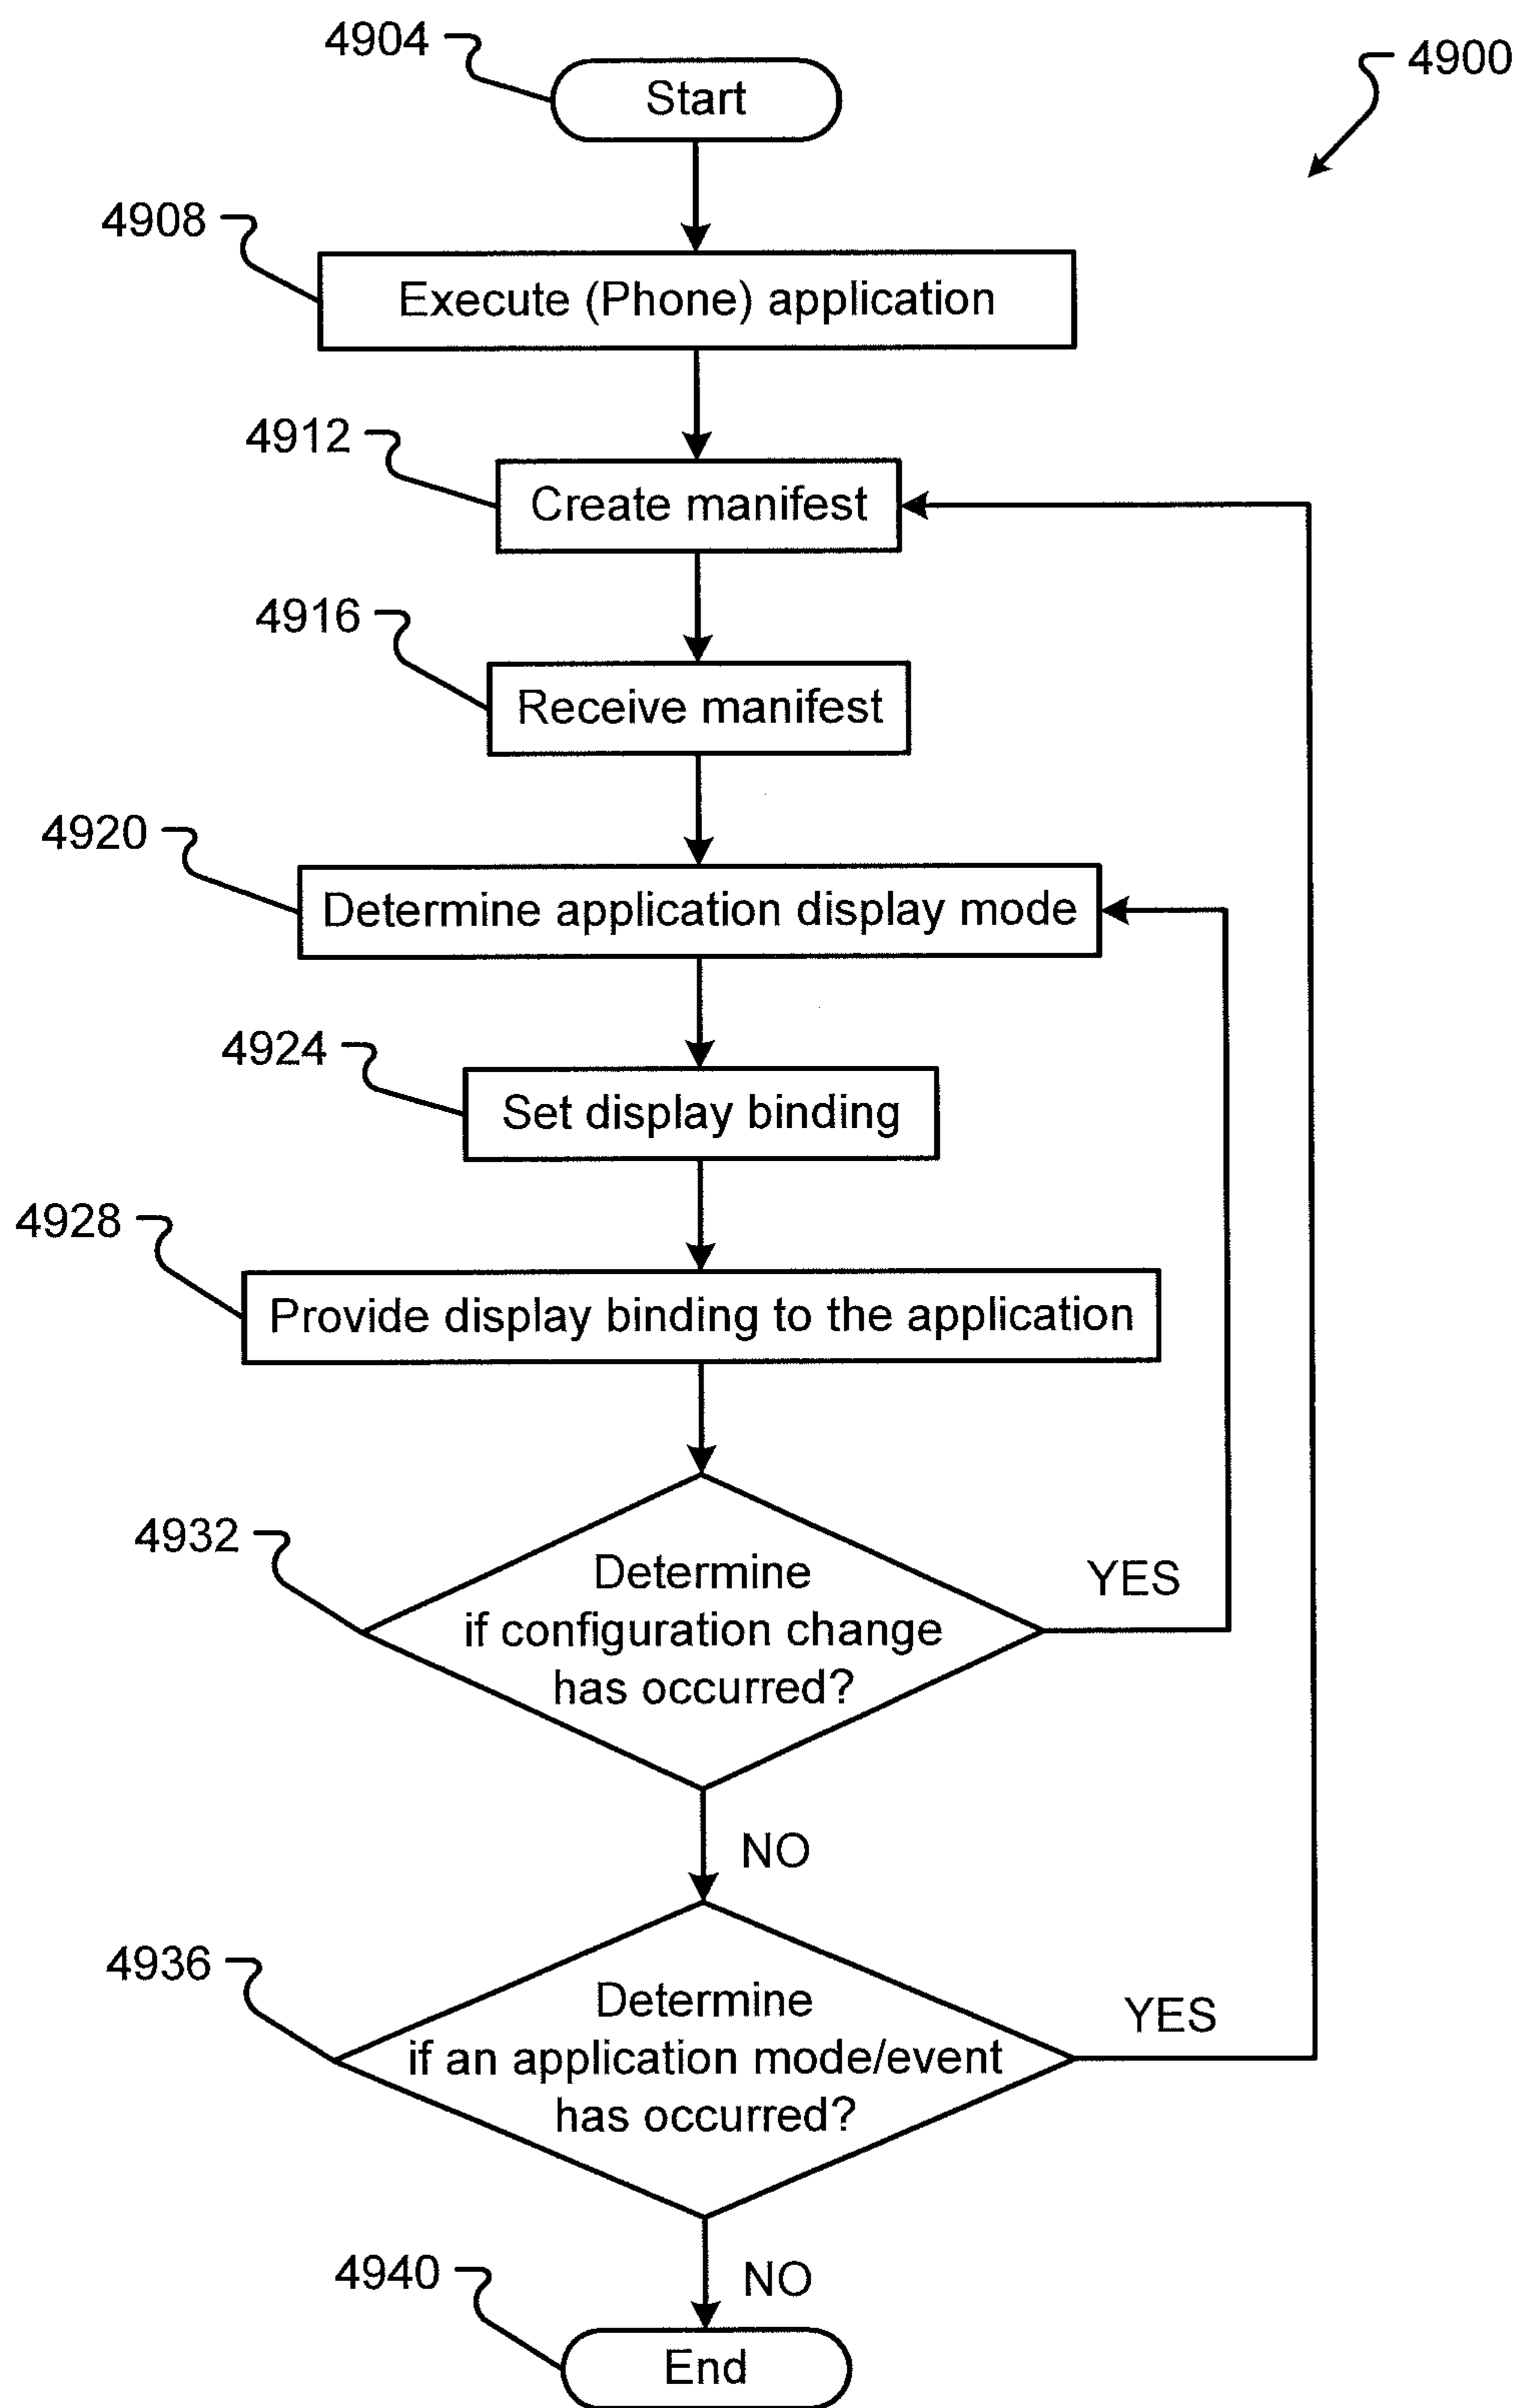 4904
Start
4900
4908
Execute (Phone) application
4912
Create manifest
4916
Receive manifest
4920
Determine application display mode
4924
Set display binding
4928
Provide display binding to the application
4932
Determine
if configuration change
has occurred?
YES
NO
4936
Determine
if an application mode/event
has occurred?
YES
NO
4940
End